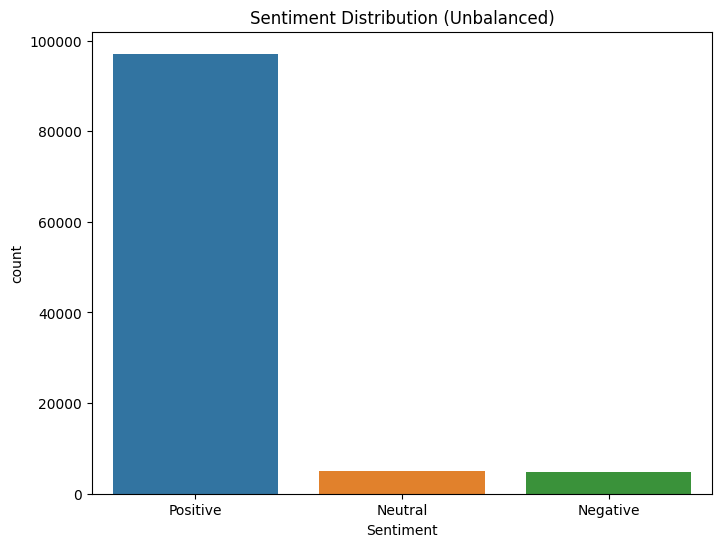 Sentiment Distribution (Unbalanced)
100000
80000
60000
40000
20000
0
count
Positive
Neutral
Negative
Sentiment